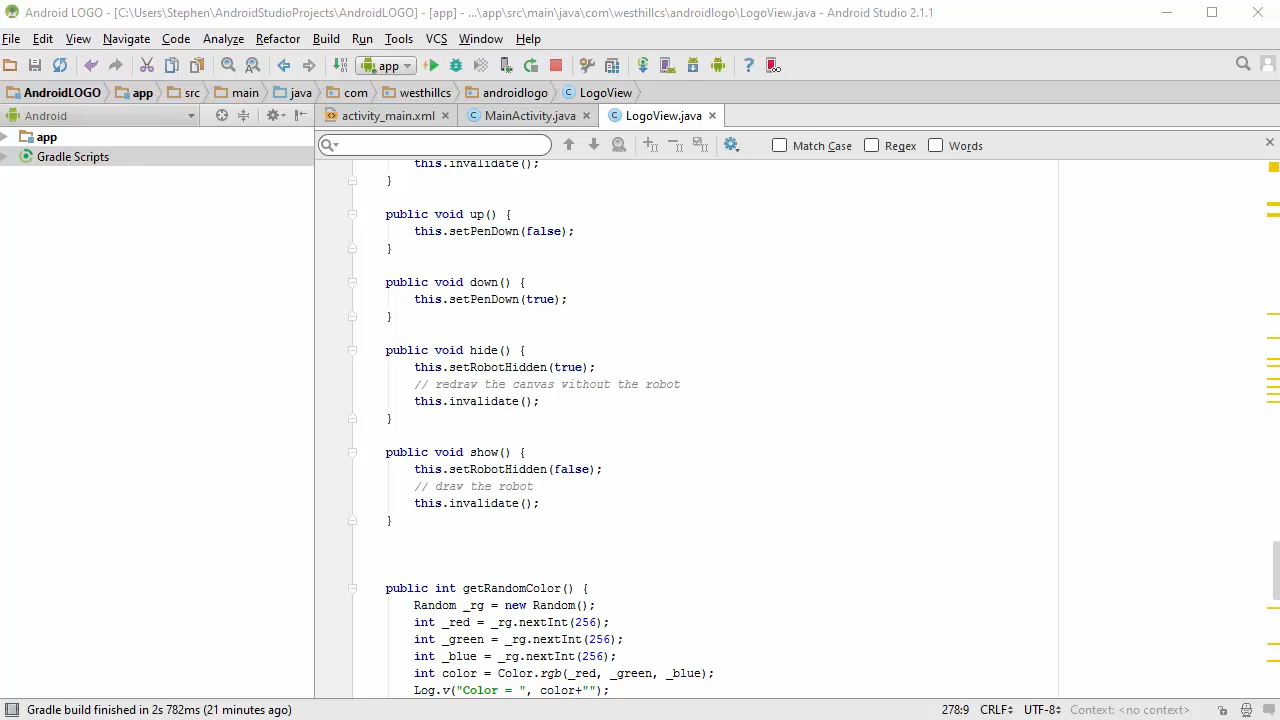 Android LOGO - [C:\Users\Stephen\AndroidStudioProjects\AndroidLOGO] - [app] - ...\app\src\main\java\com\westhillcs\androidlogo\LogoView.java - Android Studio 2.1.1
File Edit View Navigate Code Analyze Refactor Build Run Tools VCS Window Help
app
AndroidLOGO app src main java com westhillcs androidlogo LogoView
Android activity_main.xml MainActivity.java LogoView.java
app
Match Case Regex Words
Gradle Scripts
this.invalidate();
}
public void up() {
this.setPenDown(false);
}
public void down() {
this.setPenDown(true);
}
public void hide() {
this.setRobotHidden(true);
// redraw the canvas without the robot
this.invalidate();
}
public void show() {
this.setRobotHidden(false);
// draw the robot
this.invalidate();
}
public int getRandomColor() {
Random _rg = new Random();
int _red = _rg.nextInt(256);
int _green = _rg.nextInt(256);
int _blue = _rg.nextInt(256);
int color = Color.rgb(_red, _green, _blue);
Log.v("Color = ", color+"");
Gradle build finished in 2s 782ms (21 minutes ago) 278:9 CRLF UTF-8 Context: <no context>